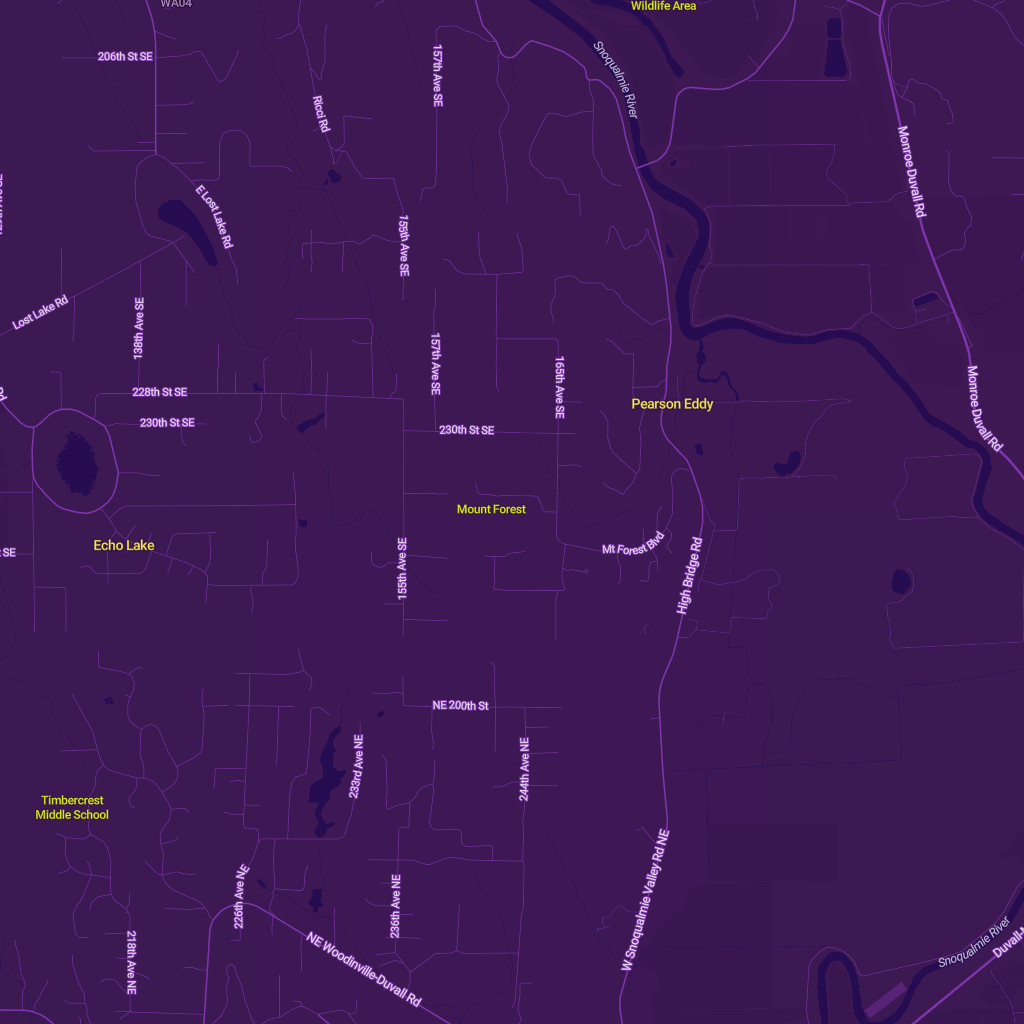 WA04
Wildlife Area
206th St SE
157th Ave SE
Snoqualmie River
Ricci Rd
Monroe Duvall Rd
E Lost Lake Rd
155th Ave SE
Lost Lake Rd
138th Ave SE
157th Ave SE
165th Ave SE
Monroe Duvall Rd
228th St SE
Pearson Eddy
230th St SE
230th St SE
Mount Forest
Echo Lake
SE
Mt Forest Blvd
155th Ave SE
High Bridge Rd
NE 200th St
233rd Ave NE
244th Ave NE
Timbercrest
Middle School
W Snoqualmie Valley Rd NE
226th Ave NE
236th Ave NE
218th Ave NE
NE Woodinville-Duvall Rd
Snoqualmie River